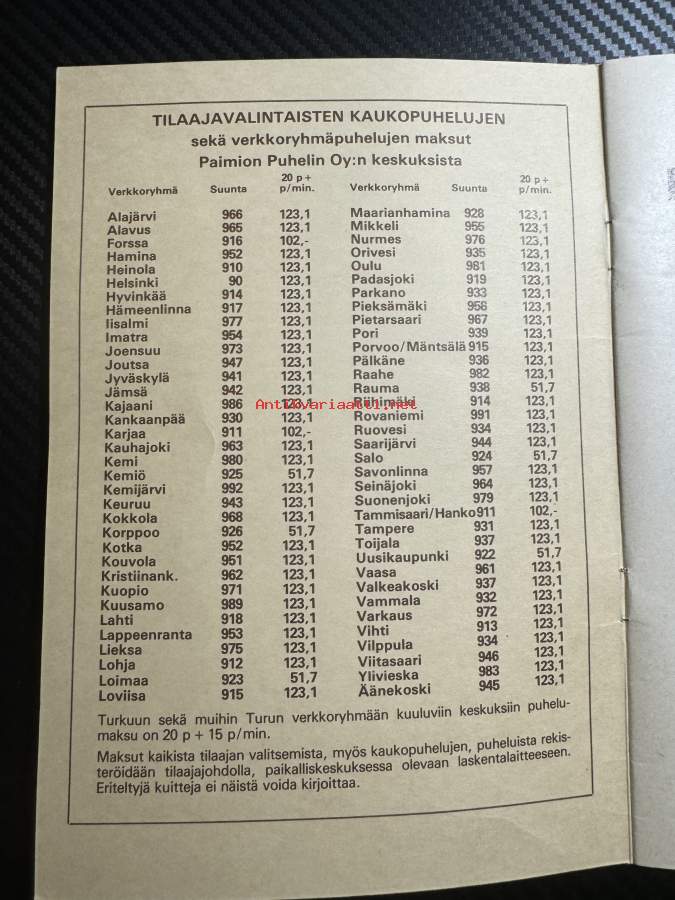 TILAAJAVALINTAISTEN KAUKOPUHELUJEN
sekä verkkoryhmäpuhelujen maksut
Paimion Puhelin Oy:n keskuksista
Verkkoryhmä Suunta 20 p + p/min.
Alajärvi 966 123,1
Alavus 965 123,1
Forssa 916 102,-
Hamina 952 123,1
Heinola 910 123,1
Helsinki 90 123,1
Hyvinkää 914 123,1
Hämeenlinna 917 123,1
Iisalmi 977 123,1
Imatra 954 123,1
Joensuu 973 123,1
Joutsa 947 123,1
Jyväskylä 941 123,1
Jämsä 942 123,1
Kajaani 986 123,1
Kankaanpää 930 123,1
Karjaa 911 102,-
Kauhajoki 963 123,1
Kemi 980 123,1
Kemiö 925 51,7
Kemijärvi 992 123,1
Keuruu 943 123,1
Kokkola 968 123,1
Korppoo 926 51,7
Kotka 952 123,1
Kouvola 951 123,1
Kristiinank. 962 123,1
Kuopio 971 123,1
Kuusamo 989 123,1
Lahti 918 123,1
Lappeenranta 953 123,1
Lieksa 975 123,1
Lohja 912 123,1
Loimaa 923 51,7
Loviisa 915 123,1
Verkkoryhmä Suunta 20 p + p/min.
Maarianhamina 928 123,1
Mikkeli 955 123,1
Nurmes 976 123,1
Orivesi 935 123,1
Oulu 981 123,1
Padasjoki 919 123,1
Parkano 933 123,1
Pieksämäki 958 123,1
Pietarsaari 967 123,1
Pori 939 123,1
Porvoo/Mäntsälä 915 123,1
Pälkäne 936 123,1
Raahe 982 123,1
Rauma 938 51,7
Riihimäki 914 123,1
Rovaniemi 991 123,1
Ruovesi 934 123,1
Saarijärvi 944 123,1
Salo 924 51,7
Savonlinna 957 123,1
Seinäjoki 964 123,1
Suonenjoki 979 123,1
Tammisaari/Hanko 911 102,-
Tampere 931 123,1
Toijala 937 123,1
Uusikaupunki 922 51,7
Vaasa 961 123,1
Valkeakoski 937 123,1
Vammala 932 123,1
Varkaus 972 123,1
Vihti 913 123,1
Vilppula 934 123,1
Viitasaari 946 123,1
Ylivieska 983 123,1
Äänekoski 945 123,1
Turkuun sekä muihin Turun verkkoryhmään kuuluviin keskuksiin puhelu-
maksu on 20 p + 15 p/min.
Maksut kaikista tilaajan valitsemista, myös kaukopuhelujen, puheluista rekis-
teröidään tilaajajohdolla, paikalliskeskuksessa olevaan laskentalaitteeseen.
Eriteltyjä kuitteja ei näistä voida kirjoittaa.
Antikvariaatti.net